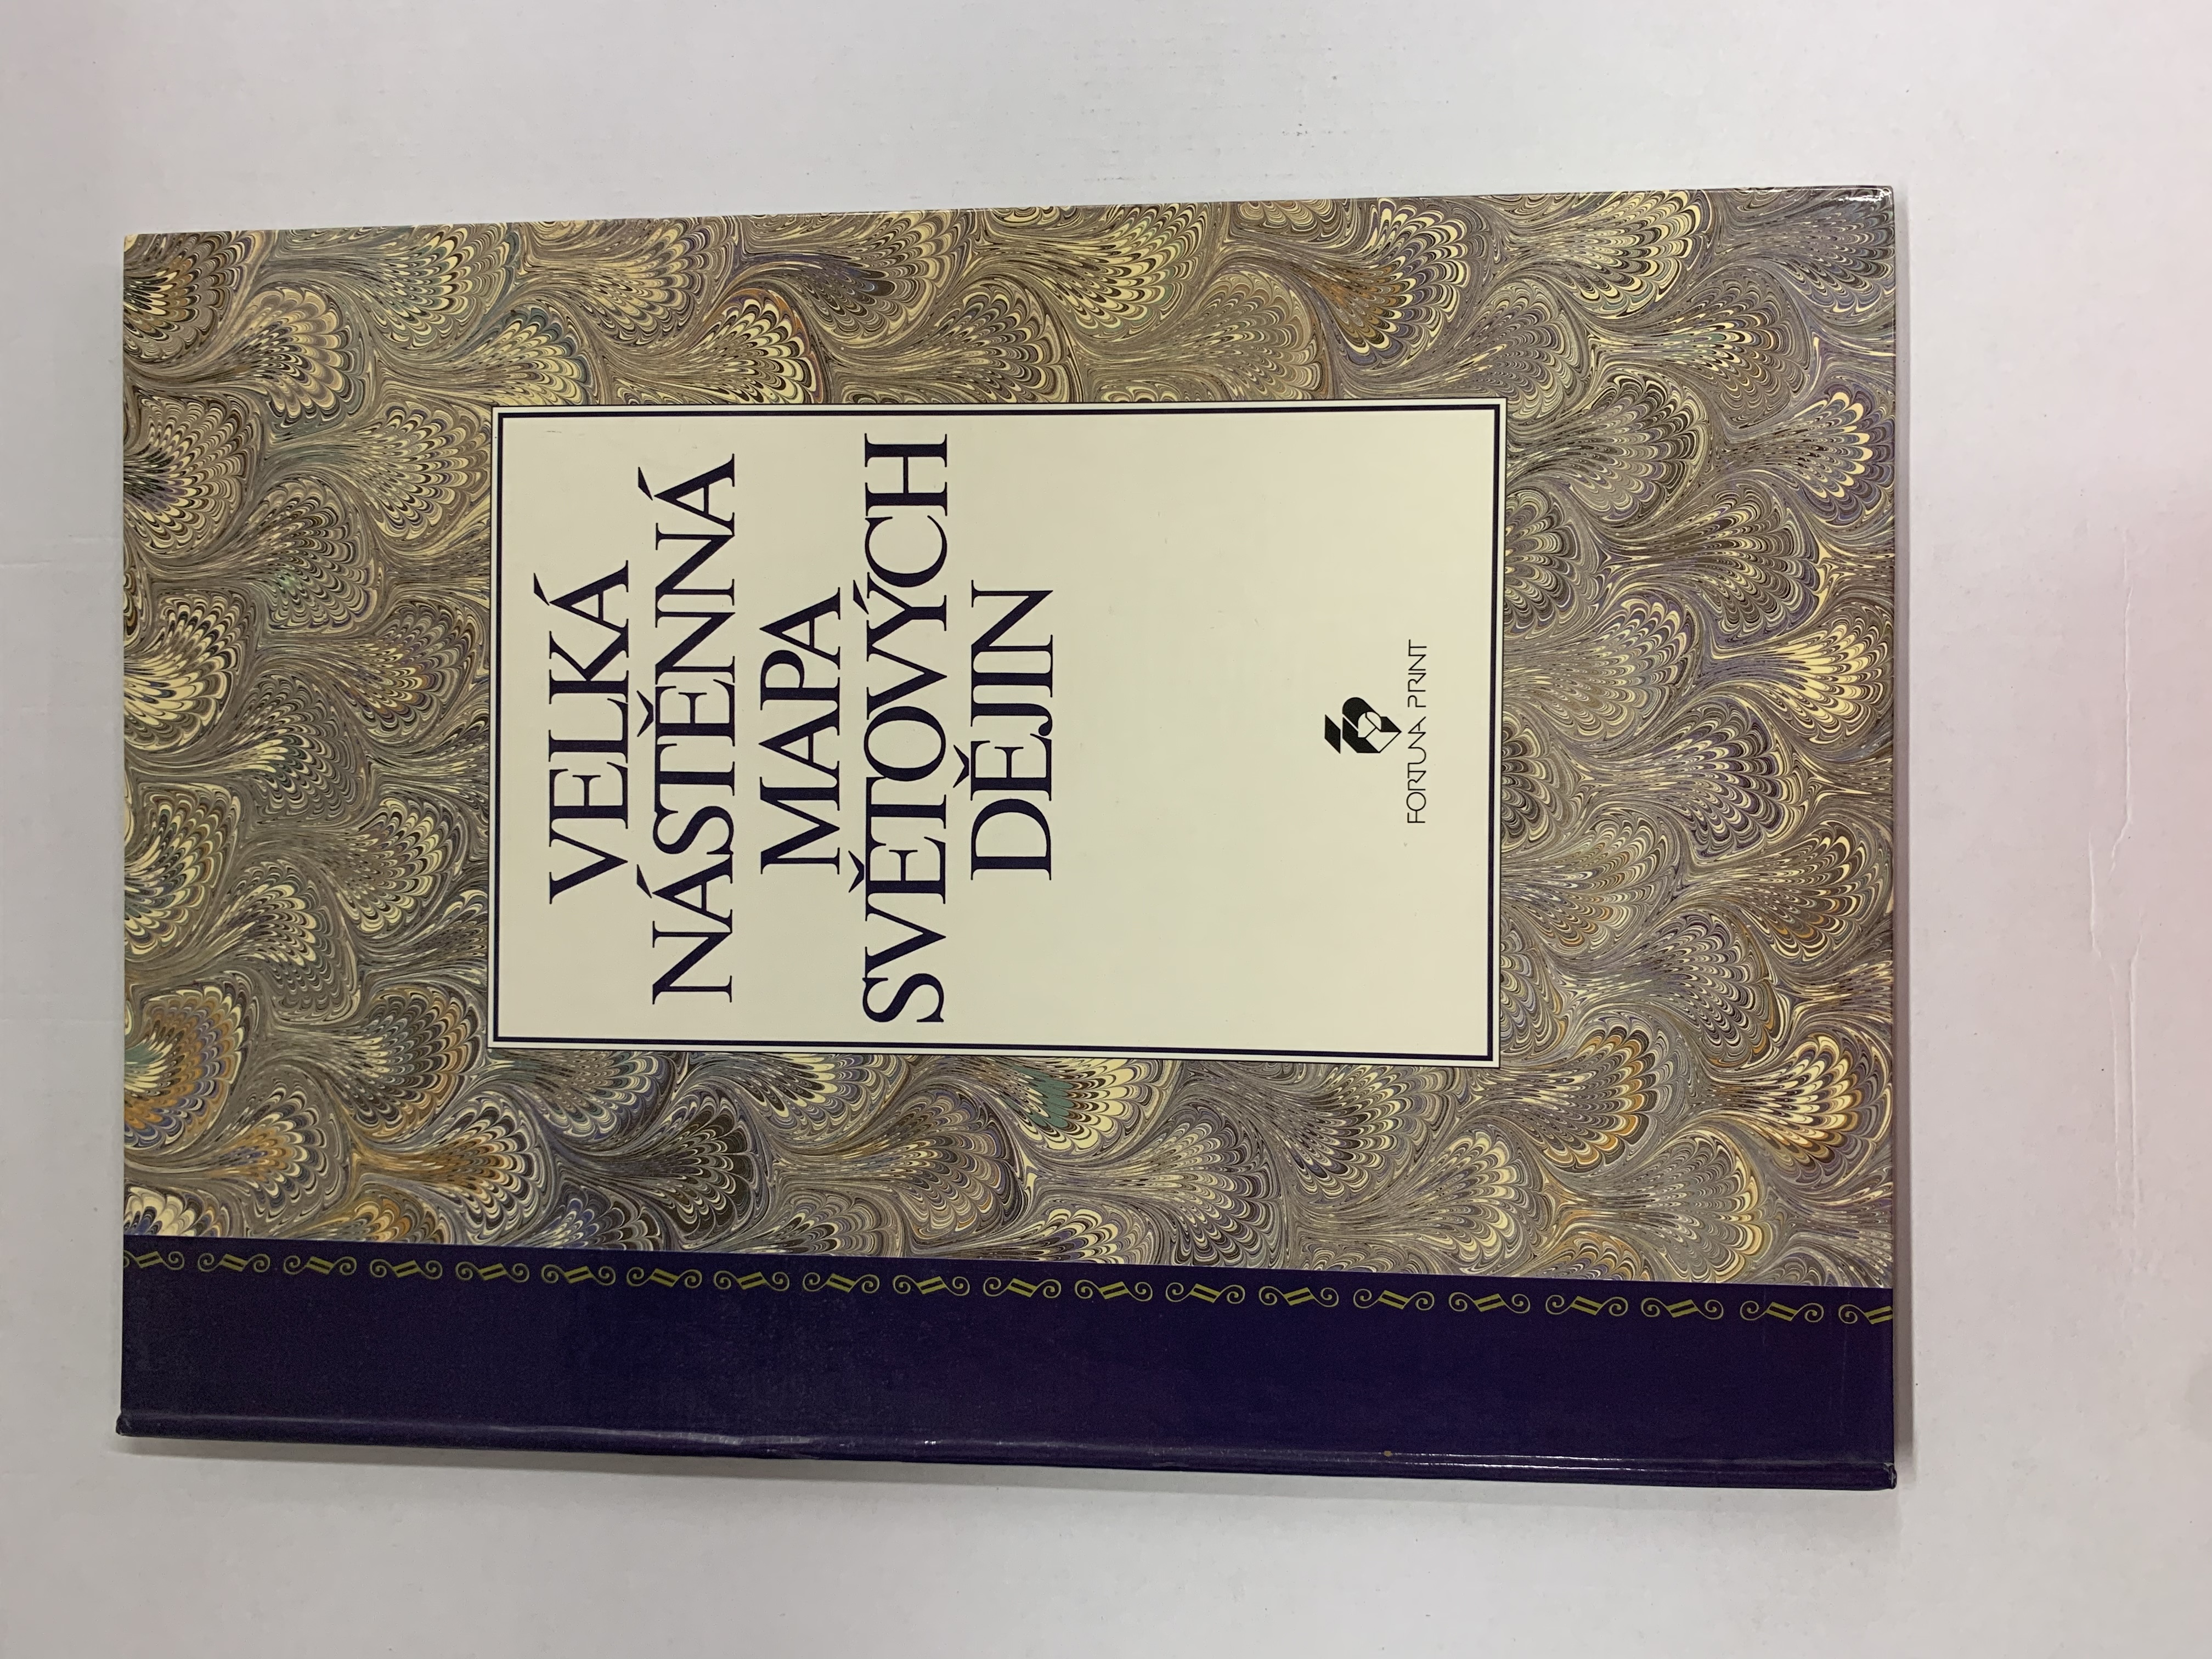 VELKÁ
NÁSTĚNNÁ
MAPA
SVĚTOVÝCH
DĚJIN
FORTUNA PRINT